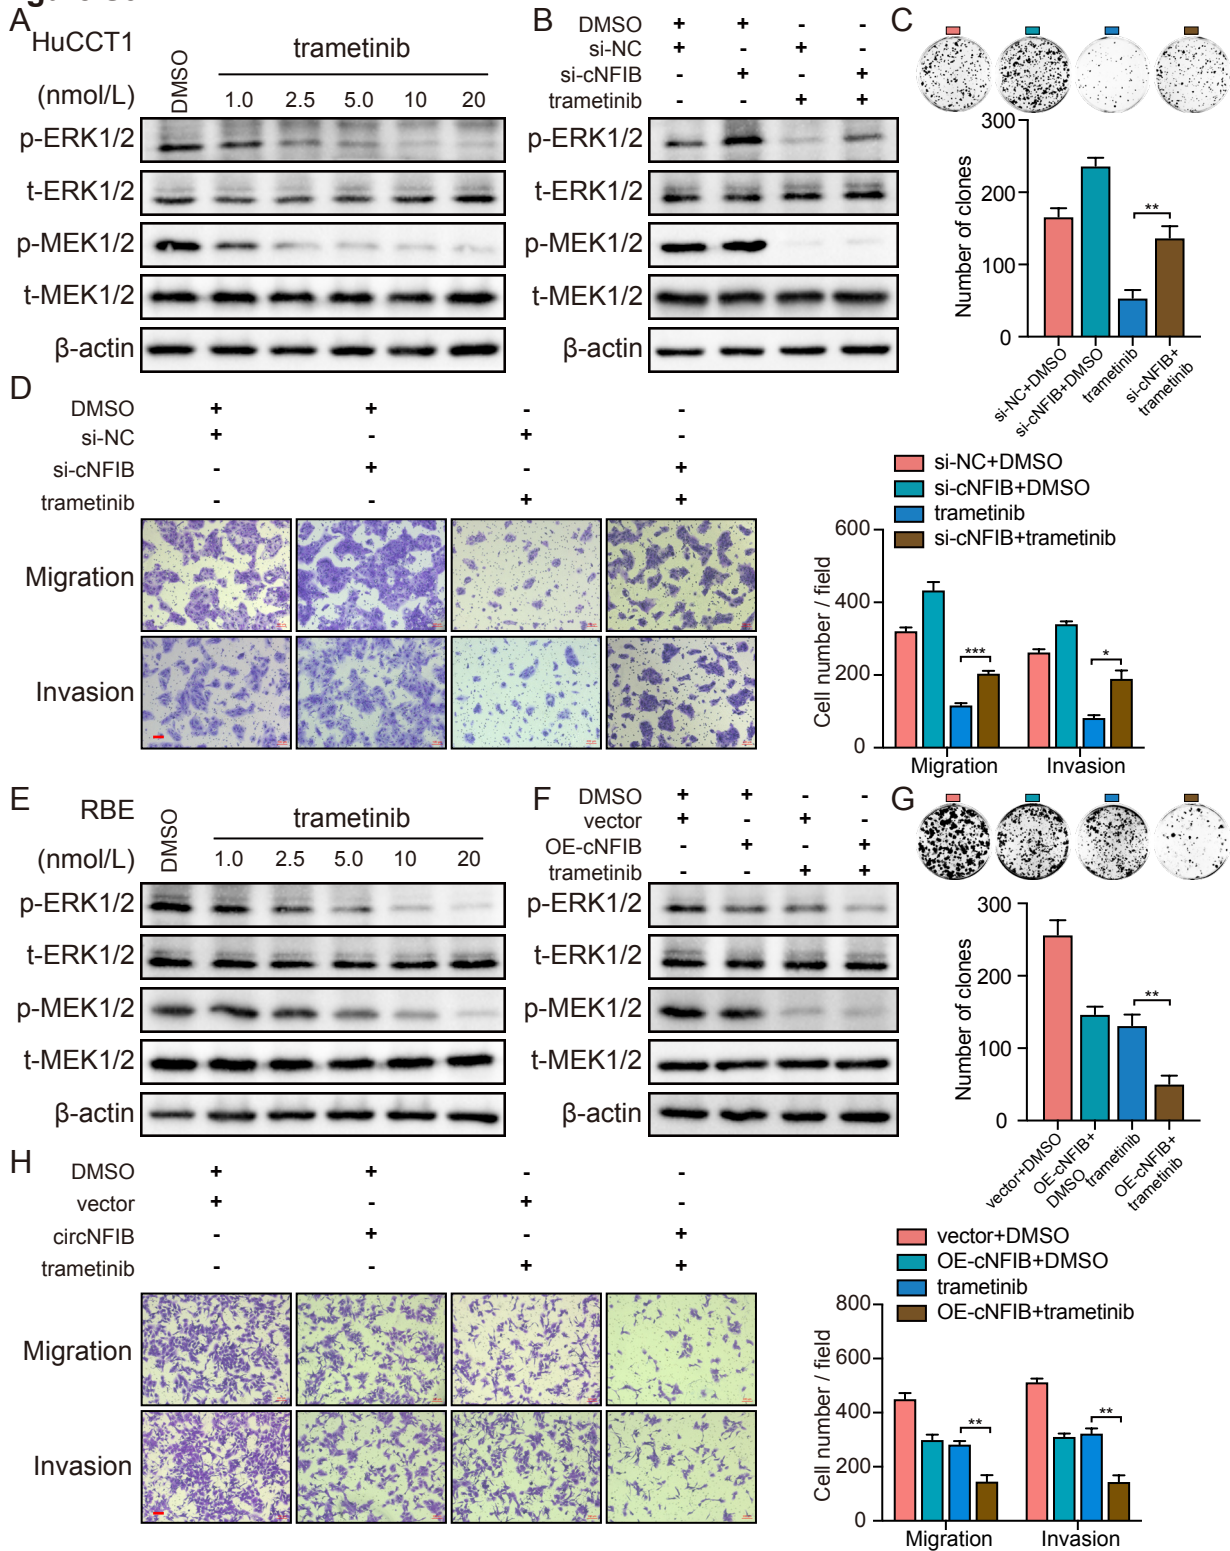 A
HuCCT1
trametinib
DMSO
(nmol/L)
1.0 2.5 5.0 10 20
p-ERK1/2
t-ERK1/2
p-MEK1/2
t-MEK1/2
β-actin
B
DMSO + + - -
si-NC + - + -
si-cNFIB - + - +
trametinib - - + +
p-ERK1/2
t-ERK1/2
p-MEK1/2
t-MEK1/2
β-actin
C
Number of clones
300
200
100
0
**
si-NC+DMSO
si-cNFIB+DMSO
trametinib
si-cNFIB+
trametinib
D
DMSO + + - -
si-NC + - + -
si-cNFIB - + - +
trametinib - - + +
Migration
Invasion
si-NC+DMSO
si-cNFIB+DMSO
trametinib
si-cNFIB+trametinib
Cell number / field
600
400
200
0
***
*
Migration Invasion
E
RBE
trametinib
DMSO
(nmol/L)
1.0 2.5 5.0 10 20
p-ERK1/2
t-ERK1/2
p-MEK1/2
t-MEK1/2
β-actin
F
DMSO + + - -
vector + - + -
OE-cNFIB - + - +
trametinib - - + +
p-ERK1/2
t-ERK1/2
p-MEK1/2
t-MEK1/2
β-actin
G
Number of clones
300
200
100
0
**
vector+DMSO
OE-cNFIB+
DMSO
trametinib
OE-cNFIB+
trametinib
H
DMSO + + - -
vector + - + -
circNFIB - + - +
trametinib - - + +
Migration
Invasion
vector+DMSO
OE-cNFIB+DMSO
trametinib
OE-cNFIB+trametinib
Cell number / field
800
600
400
200
0
**
**
Migration Invasion